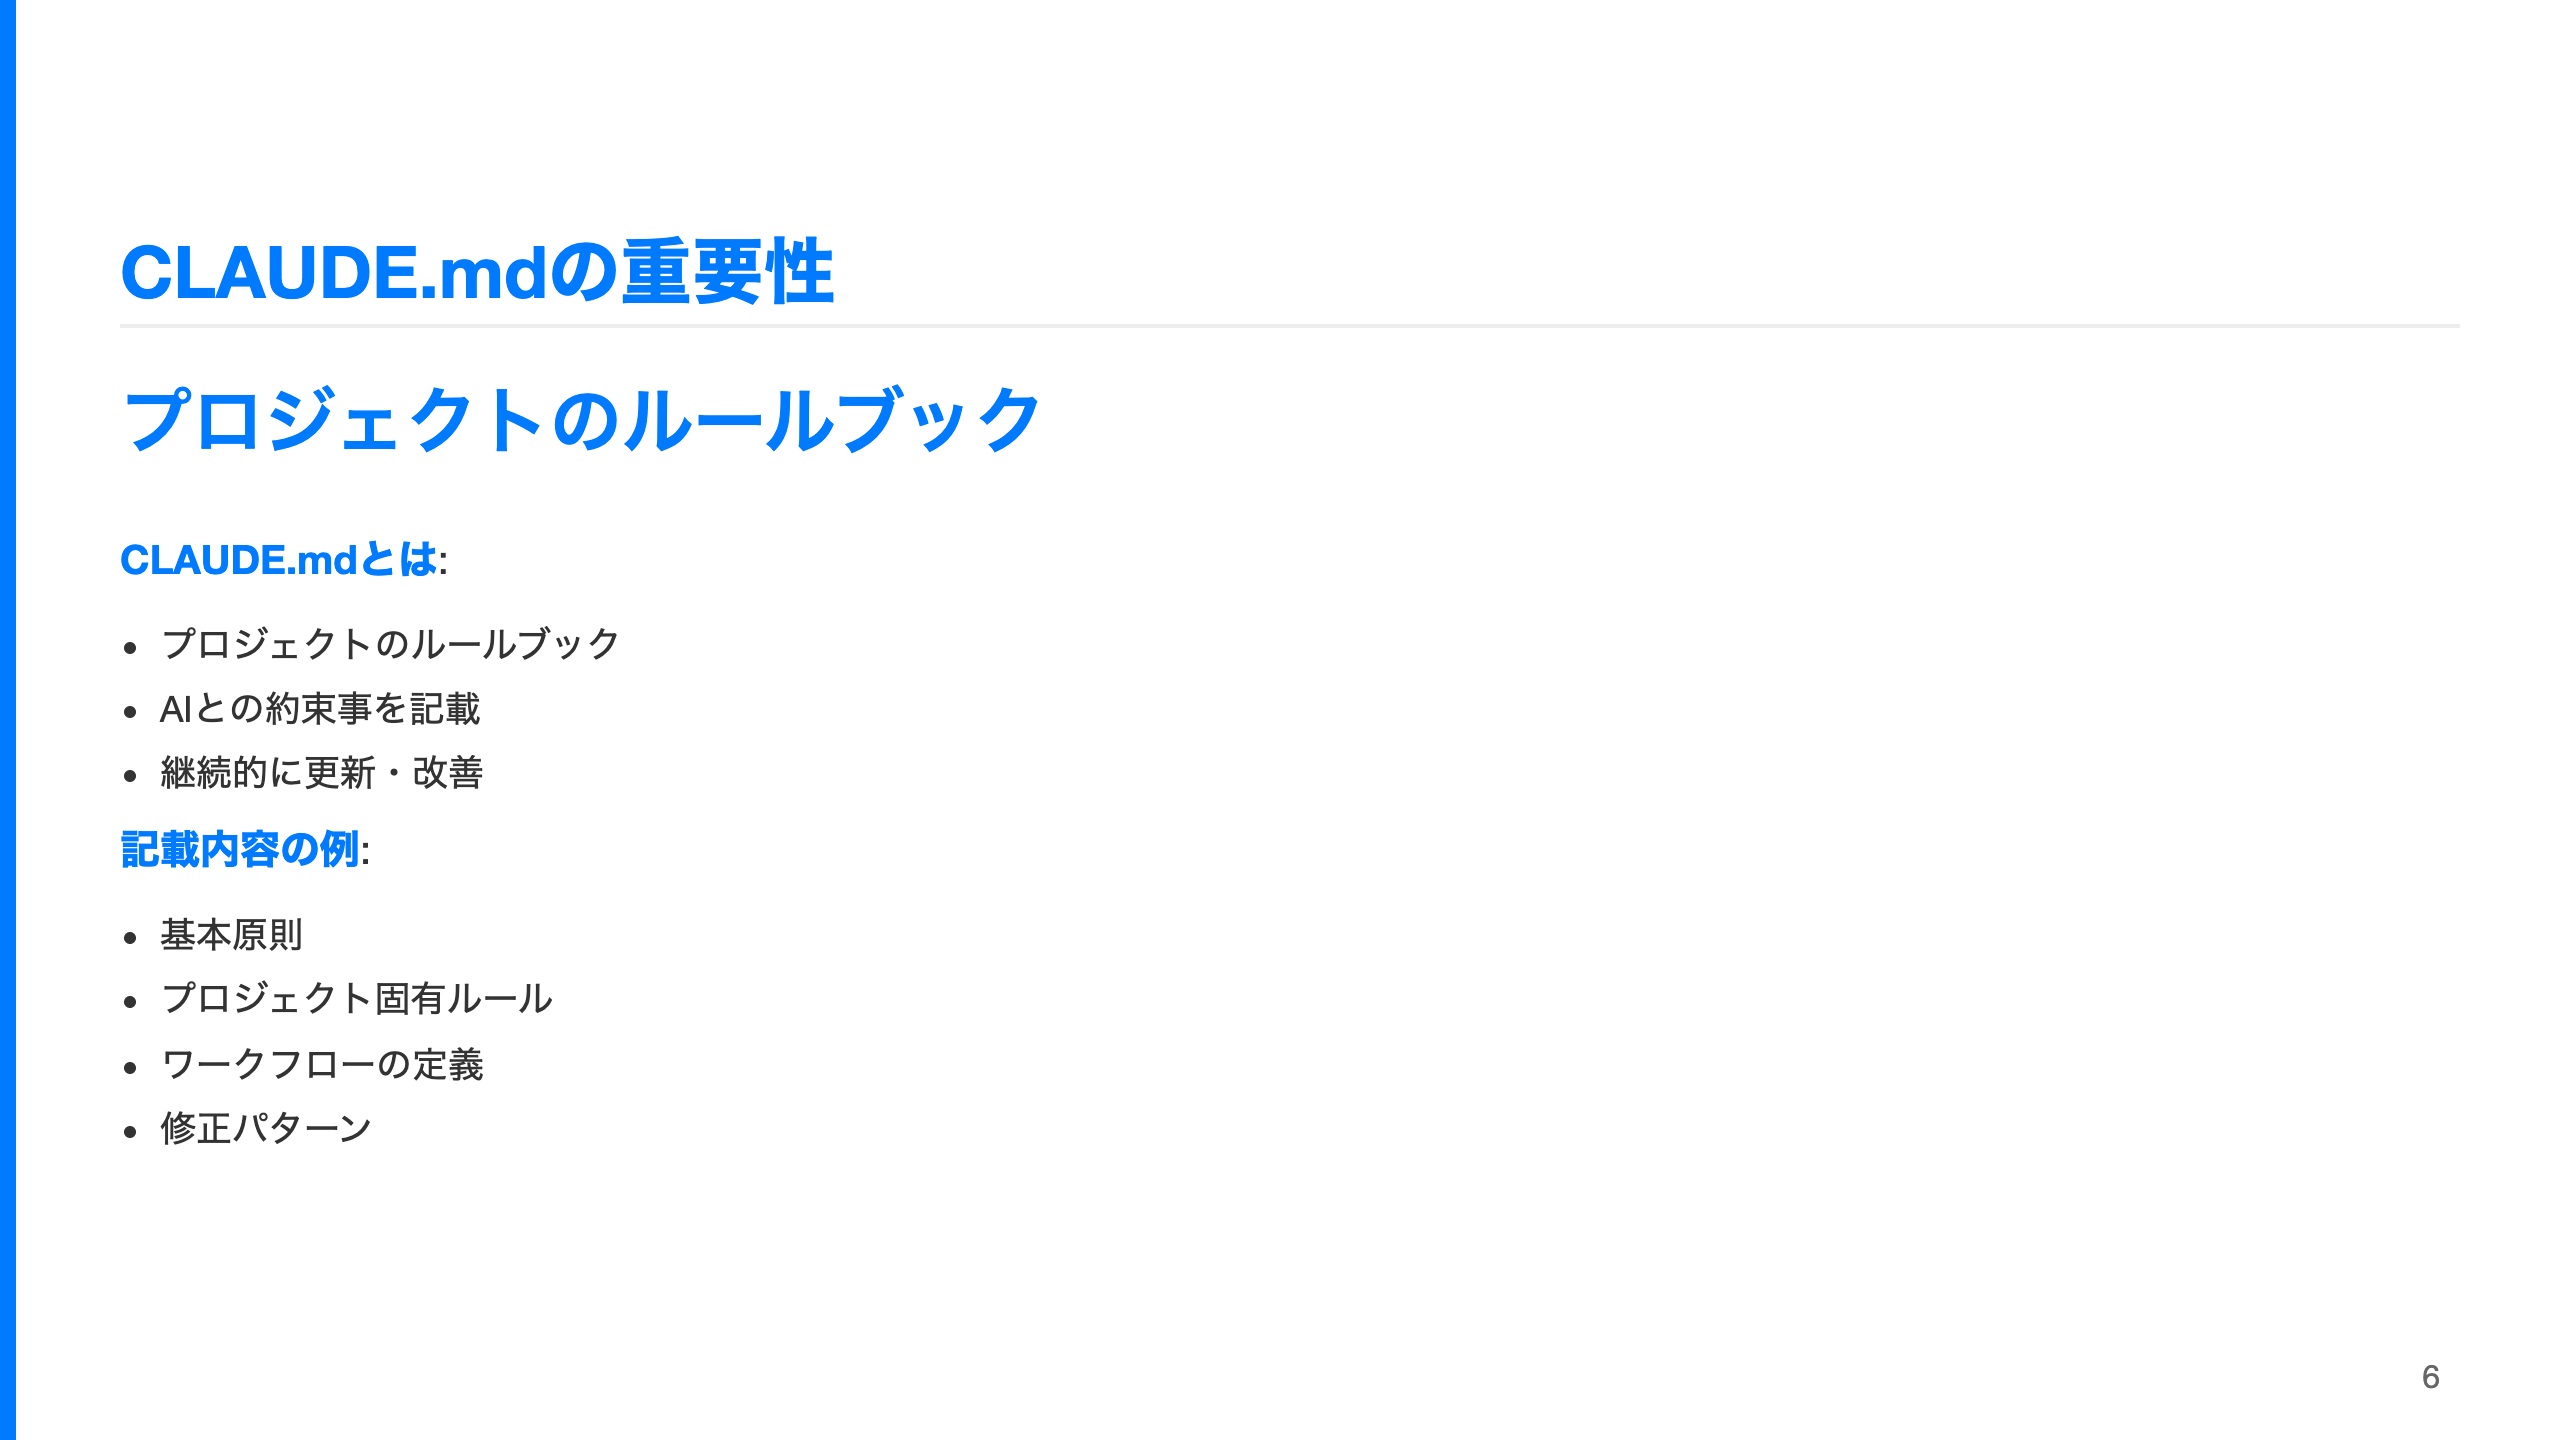 CLAUDE.mdの重要性
プロジェクトのルールブック
CLAUDE.mdとは:
• プロジェクトのルールブック
• AIとの約束事を記載
• 継続的に更新・改善
記載内容の例:
• 基本原則
• プロジェクト固有ルール
• ワークフローの定義
• 修正パターン
6